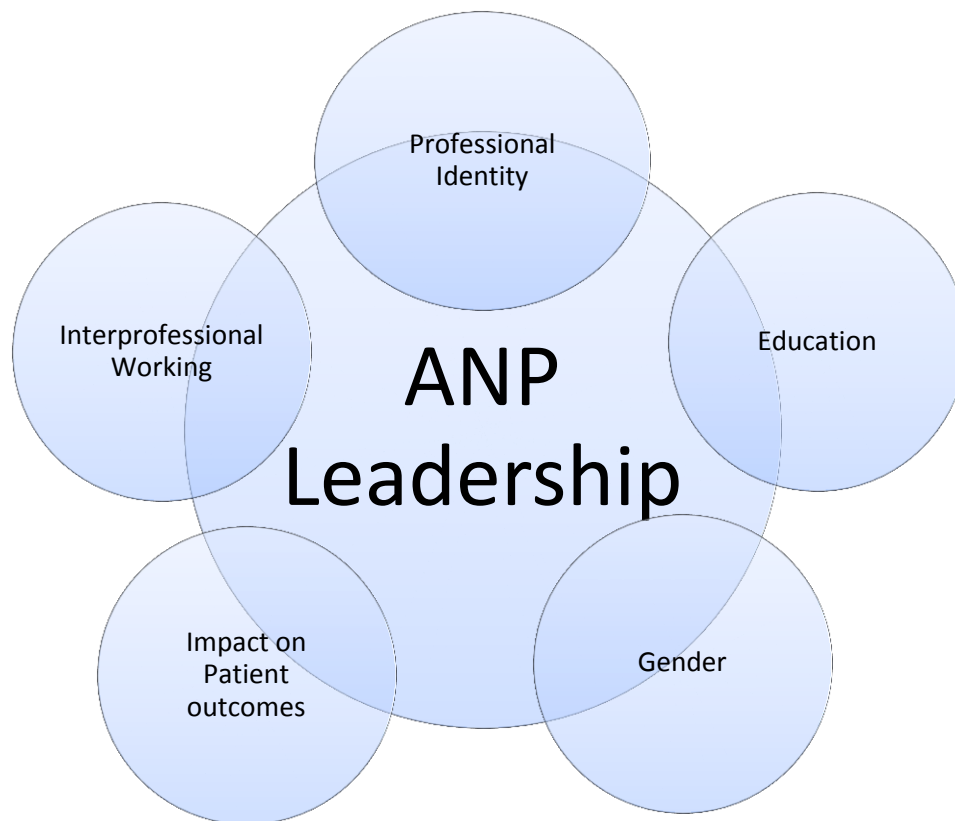 Professional
Identity
Interprofessional
Working
Education
ANP
Leadership
Impact on
Patient
outcomes
Gender